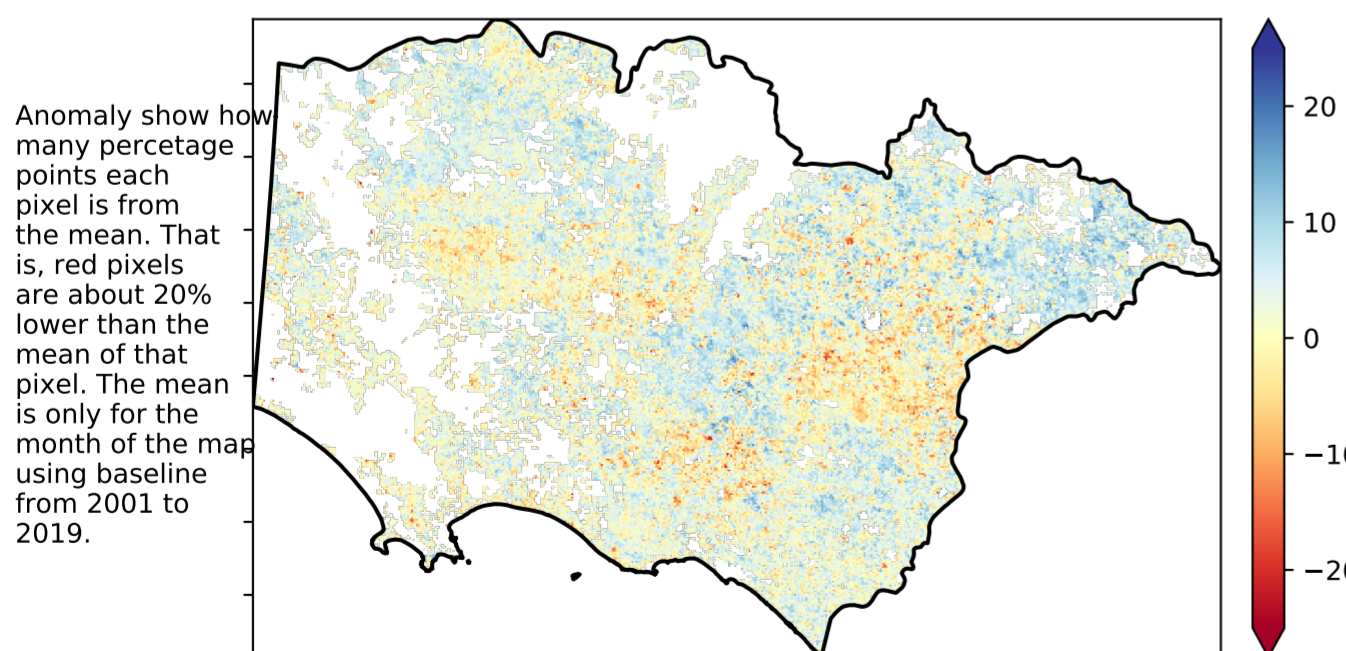 Anomaly show how
many percetage
points each
pixel is from
the mean. That
is, red pixels
are about 20%
lower than the
mean of that
pixel. The mean
is only for the
month of the map
using baseline
from 2001 to
2019.
20
10
0
−10
−20